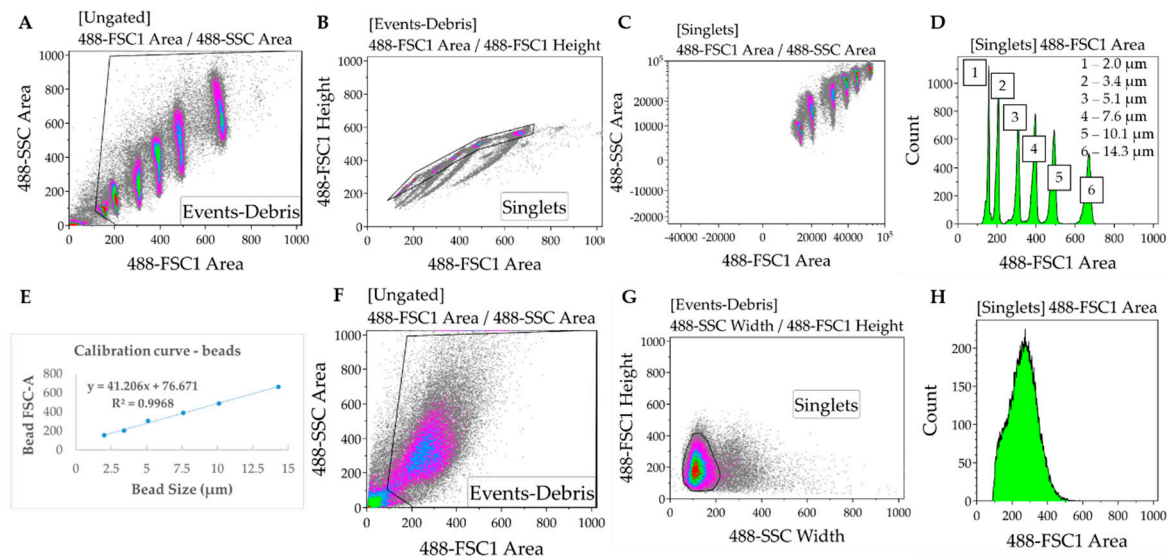 A
[Ungated]
488-FSC1 Area / 488-SSC Area
1000
800
600
400
200
0
0 200 400 600 800 1000
488-SSC Area
488-FSC1 Area
Events-Debris
B
[Events-Debris]
488-FSC1 Area / 488-FSC1 Height
1000
800
600
400
200
0
0 200 400 600 800 1000
488-FSC1 Height
488-FSC1 Area
Singlets
C
[Singlets]
488-FSC1 Area / 488-SSC Area
10⁵
20000
10000
0
-10000
-20000
-40000 -20000 0 20000 40000 10⁵
488-SSC Area
488-FSC1 Area
D
[Singlets] 488-FSC1 Area
1 – 2.0 µm
2 – 3.4 µm
3 – 5.1 µm
4 – 7.6 µm
5 – 10.1 µm
6 – 14.3 µm
1
2
3
4
5
6
1000
800
600
400
200
0
0 200 400 600 800 1000
Count
488-FSC1 Area
E
Calibration curve - beads
y = 41.206x + 76.671
R² = 0.9968
800
600
400
200
0
0 2.5 5 7.5 10 12.5 15
Bead FSC-A
Bead Size (µm)
F
[Ungated]
488-FSC1 Area / 488-SSC Area
1000
800
600
400
200
0
0 200 400 600 800 1000
488-SSC Area
488-FSC1 Area
Events-Debris
G
[Events-Debris]
488-SSC Width / 488-FSC1 Height
1000
800
600
400
200
0
0 200 400 600 800 1000
488-FSC1 Height
488-SSC Width
Singlets
H
[Singlets] 488-FSC1 Area
200
150
100
50
0
0 200 400 600 800 1000
Count
488-FSC1 Area